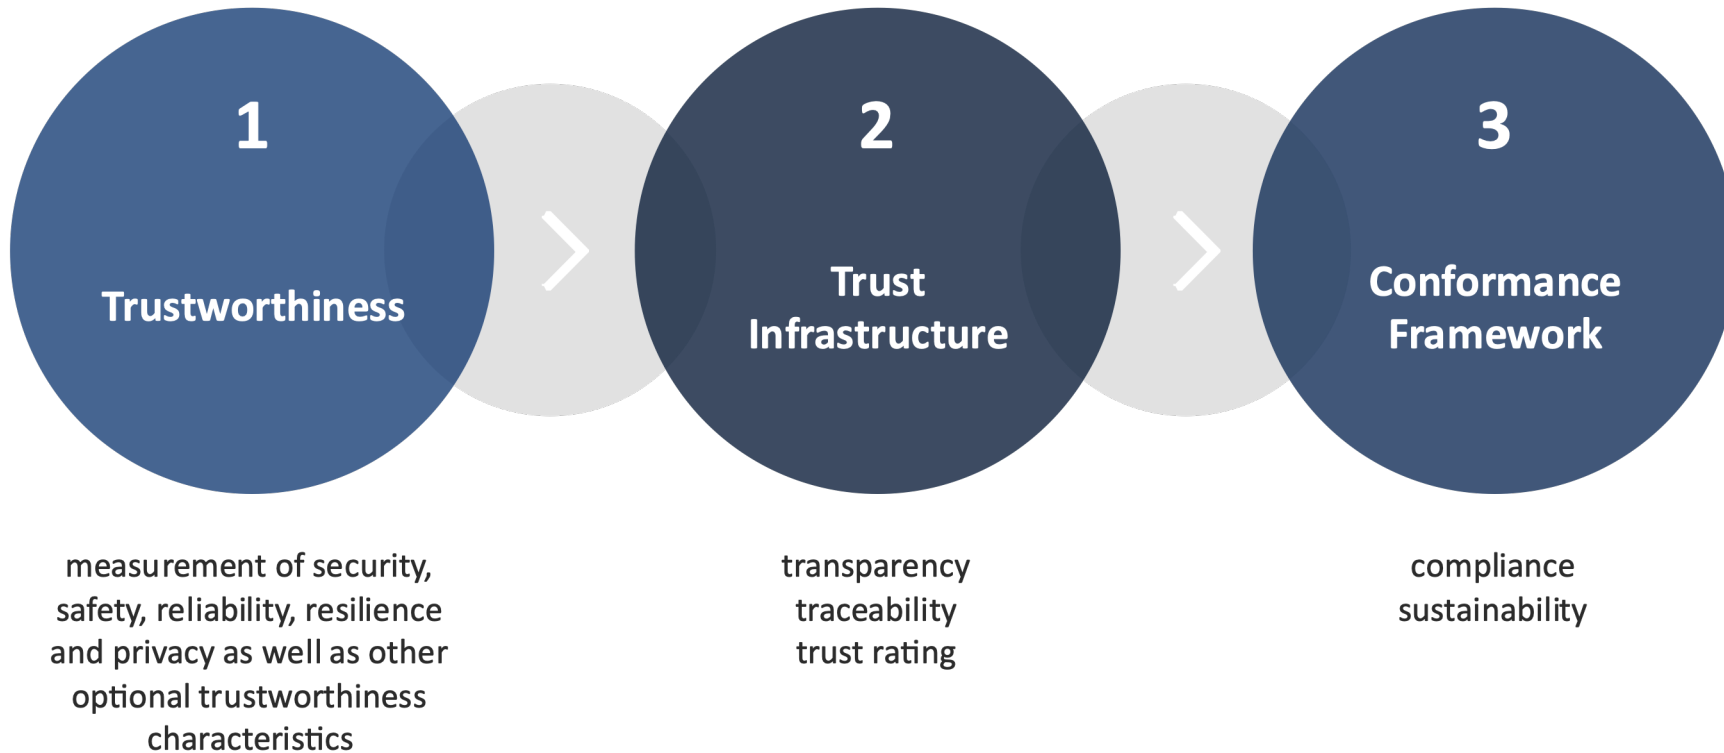 1
Trustworthiness
measurement of security,
safety, reliability, resilience
and privacy as well as other
optional trustworthiness
characteristics
2
Trust
Infrastructure
transparency
traceability
trust rating
3
Conformance
Framework
compliance
sustainability